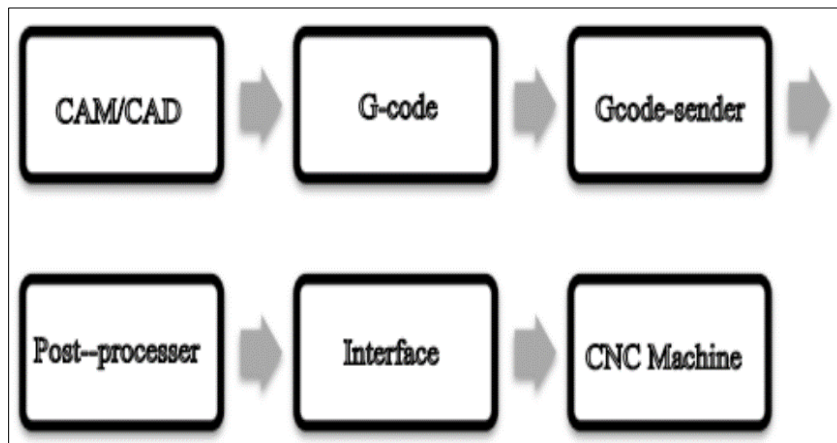 CAM/CAD
G-code
Gcode-sender
Post--processer
Interface
CNC Machine